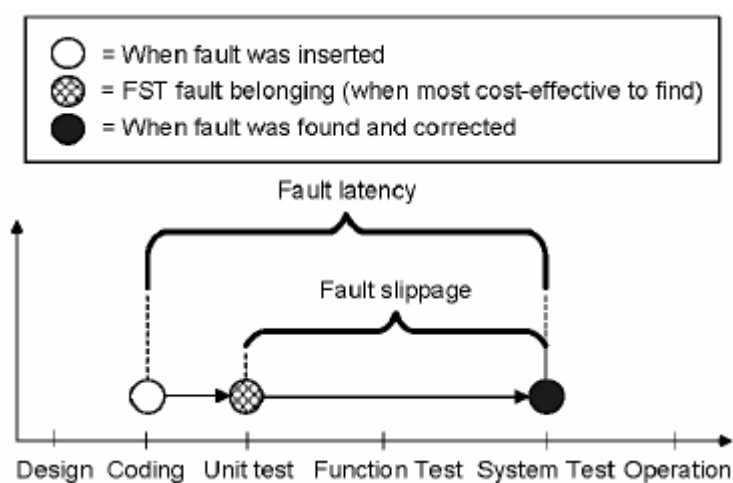 = When fault was inserted
= FST fault belonging (when most cost-effective to find)
= When fault was found and corrected
Fault latency
Fault slippage
Design Coding Unit test Function Test System Test Operation